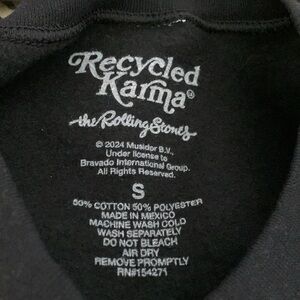 Recycled
Karma®
the Rolling Stones
© 2024 Musidor B.V.,
Under license to
Bravado International Group.
All Rights Reserved.
S
50% COTTON 50% POLYESTER
MADE IN MEXICO
MACHINE WASH COLD
WASH SEPARATELY
DO NOT BLEACH
AIR DRY
REMOVE PROMPTLY
RN#154271